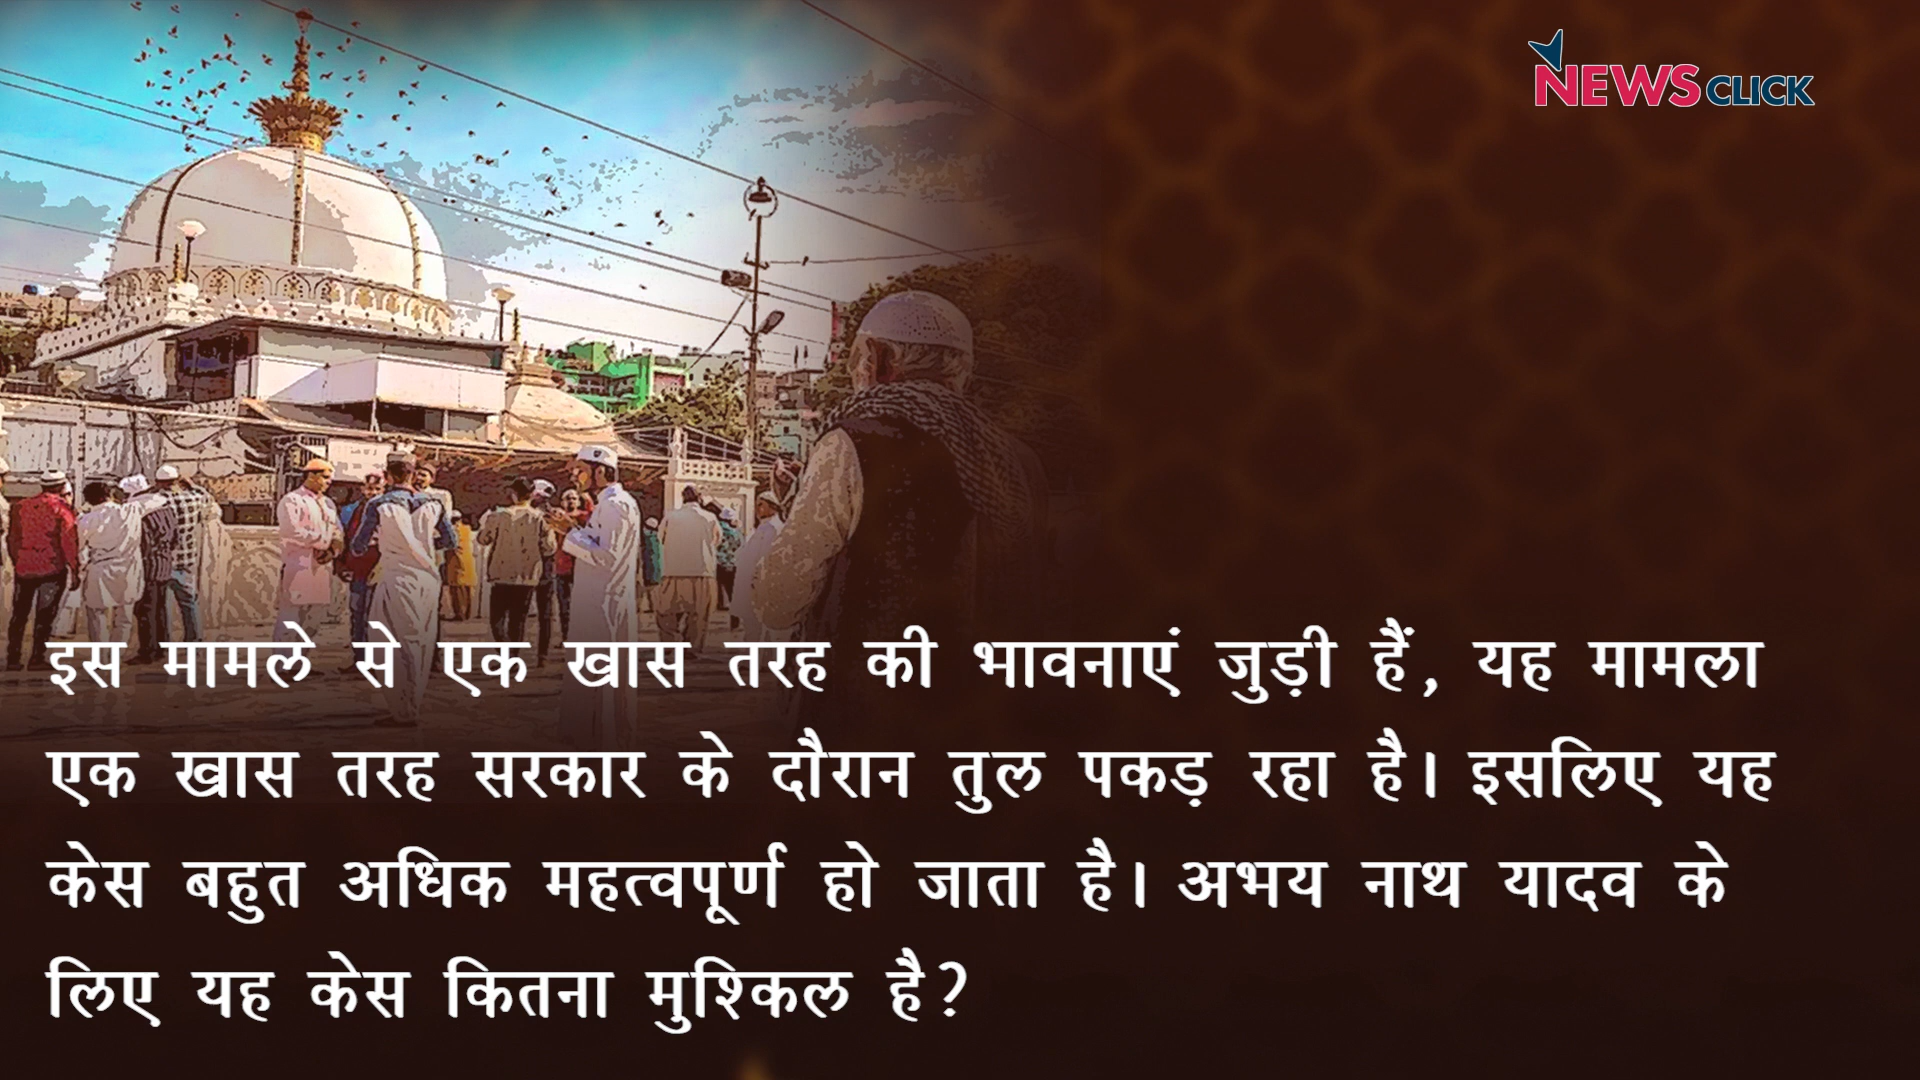 NEWSCLICK
इस मामले से एक खास तरह की भावनाएं जुड़ी हैं, यह मामला
एक खास तरह सरकार के दौरान तुल पकड़ रहा है। इसलिए यह
केस बहुत अधिक महत्वपूर्ण हो जाता है। अभय नाथ यादव के
लिए यह केस कितना मुश्किल है?